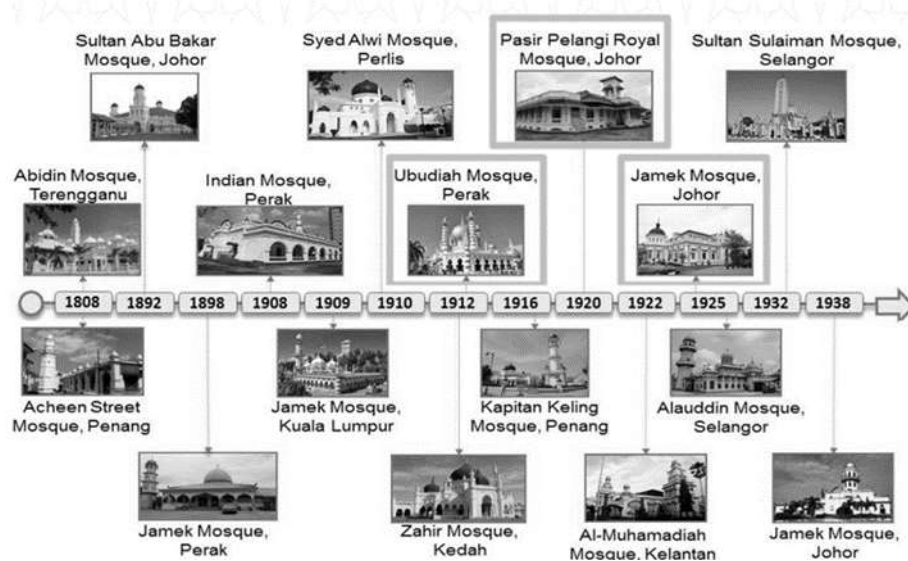 Sultan Abu Bakar
Mosque, Johor
Syed Alwi Mosque,
Perlis
Pasir Pelangi Royal
Mosque, Johor
Sultan Sulaiman Mosque,
Selangor
Abidin Mosque,
Terengganu
Indian Mosque,
Perak
Ubudiah Mosque,
Perak
Jamek Mosque,
Johor
1808 1892 1898 1908 1909 1910 1912 1916 1920 1922 1925 1932 1938
Acheen Street
Mosque, Penang
Jamek Mosque,
Kuala Lumpur
Kapitan Keling
Mosque, Penang
Alauddin Mosque,
Selangor
Jamek Mosque,
Perak
Zahir Mosque,
Kedah
Al-Muhamadiah
Mosque, Kelantan
Jamek Mosque,
Johor